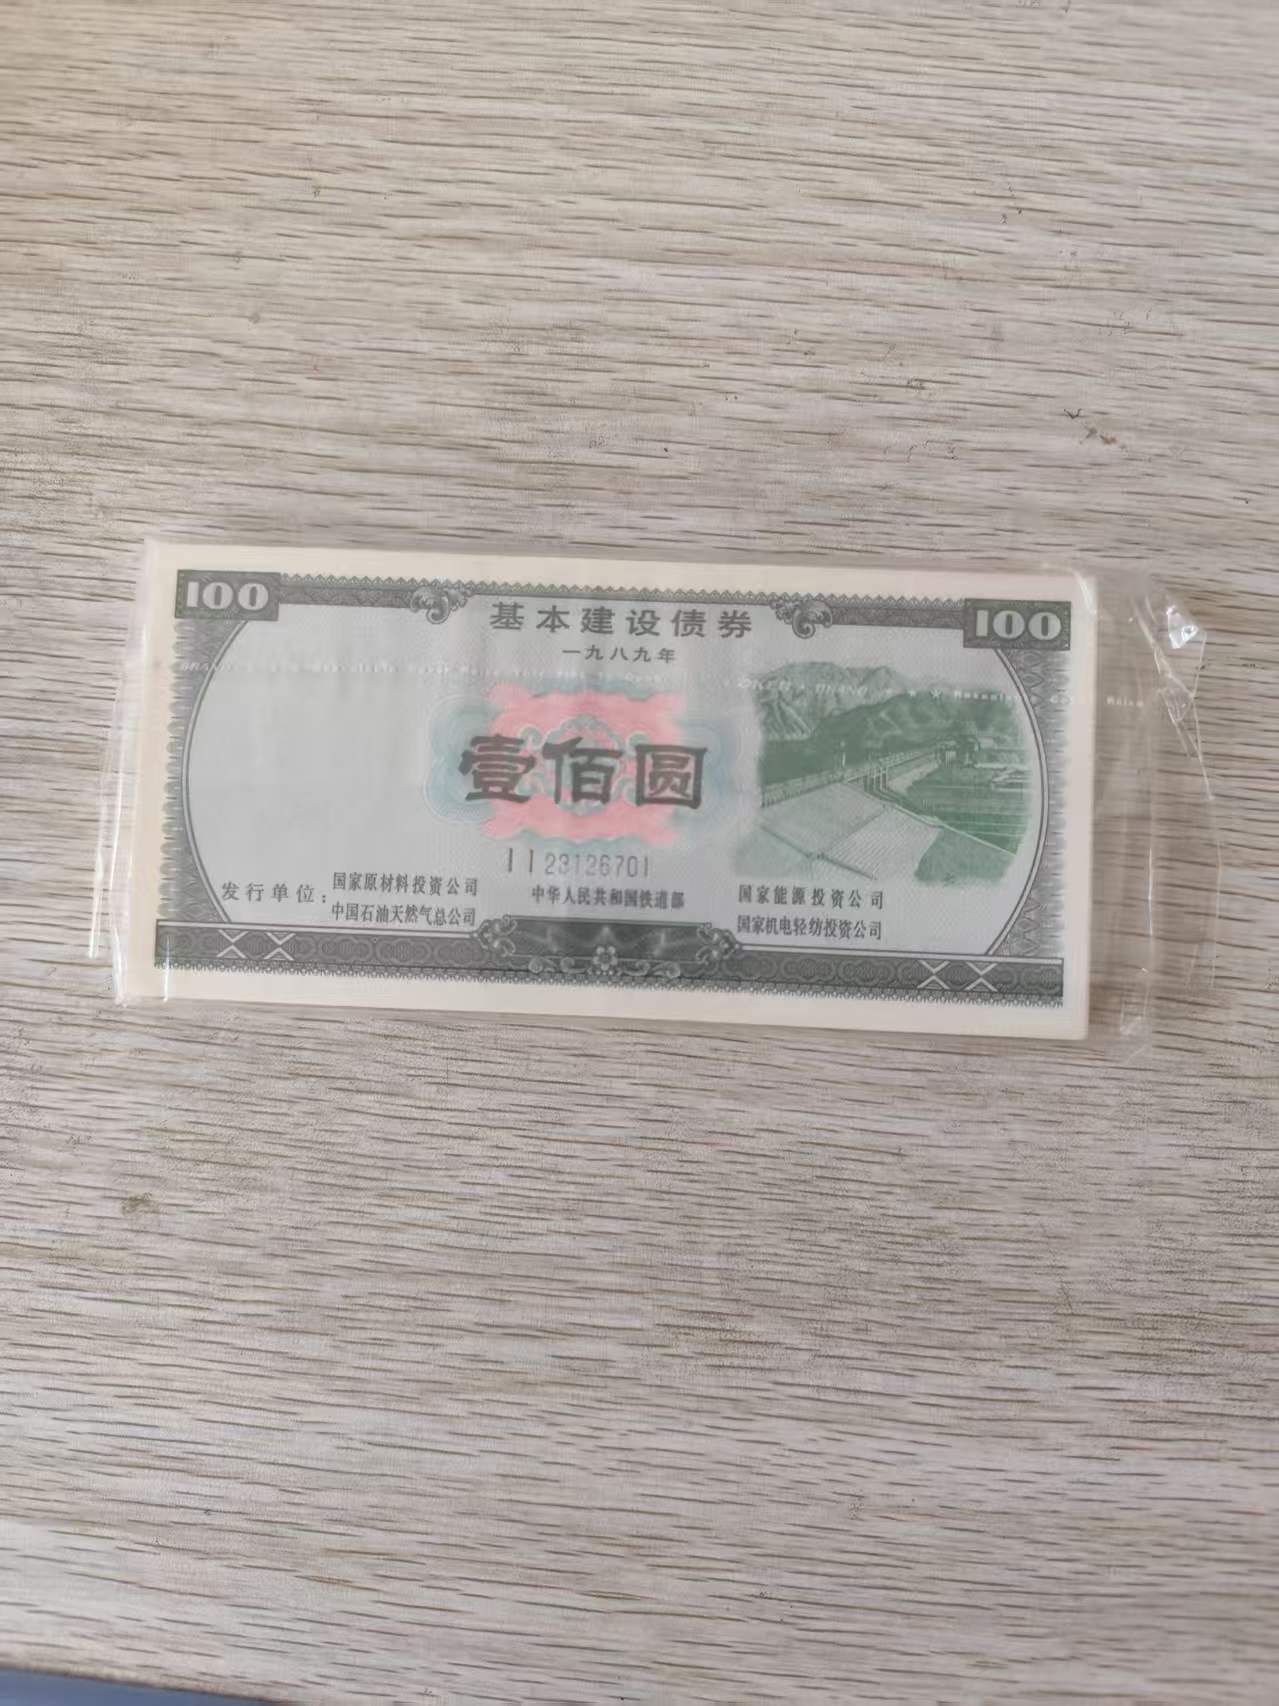 100
100
基本建设债券
一九八九年
壹佰圆
11 23126701
发行单位:
国家原材料投资公司
中国石油天然气总公司
中华人民共和国铁道部
国家能源投资公司
国家机电轻纺投资公司